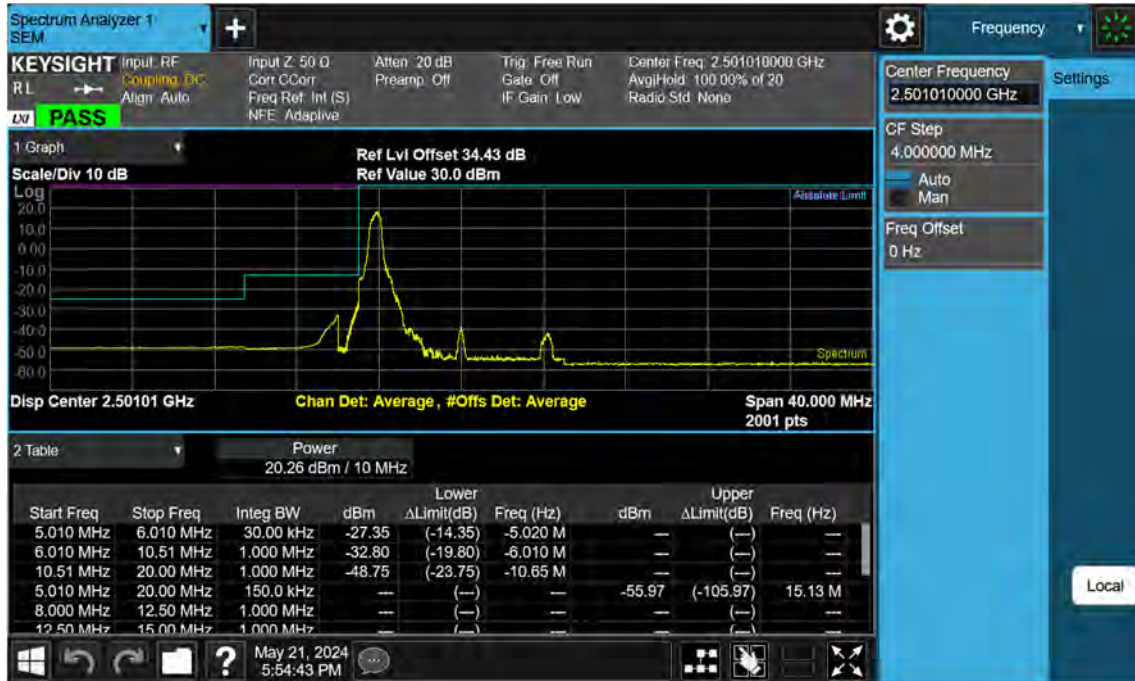 Spectrum Analyzer 1
SEM
+
Frequency
KEYSIGHT
Input: RF
Input Z: 50 Ω
Atten: 20 dB
Trig: Free Run
Center Freq: 2.501010000 GHz
RL
Coupling: DC
Corr CCorr
Preamp: Off
Gate: Off
Avg|Hold: 100.00% of 20
Align: Auto
Freq Ref: Int (S)
IF Gain: Low
Radio Std: None
NFE: Adaptive
LXI
PASS
Center Frequency
2.501010000 GHz
Settings
CF Step
4.000000 MHz
Auto
Man
Freq Offset
0 Hz
1 Graph
Ref Lvl Offset 34.43 dB
Scale/Div 10 dB
Ref Value 30.0 dBm
Log
Absolute Limit
20.0
10.0
0.00
-10.0
-20.0
-30.0
-40.0
-50.0
Spectrum
-60.0
Disp Center 2.50101 GHz
Chan Det: Average, #Offs Det: Average
Span 40.000 MHz
2001 pts
2 Table
Power
20.26 dBm / 10 MHz
Lower Upper
Start Freq Stop Freq Integ BW dBm ΔLimit(dB) Freq (Hz) dBm ΔLimit(dB) Freq (Hz)
5.010 MHz 6.010 MHz 30.00 kHz -27.35 (-14.35) -5.020 M --- (---) ---
6.010 MHz 10.51 MHz 1.000 MHz -32.80 (-19.80) -6.010 M --- (---) ---
10.51 MHz 20.00 MHz 1.000 MHz -48.75 (-23.75) -10.65 M --- (---) ---
5.010 MHz 20.00 MHz 150.0 kHz --- (---) --- -55.97 (-105.97) 15.13 M
8.000 MHz 12.50 MHz 1.000 MHz --- (---) --- --- (---) ---
12.50 MHz 15.00 MHz 1.000 MHz --- (---) --- --- (---) ---
Local
?
May 21, 2024
5:54:43 PM